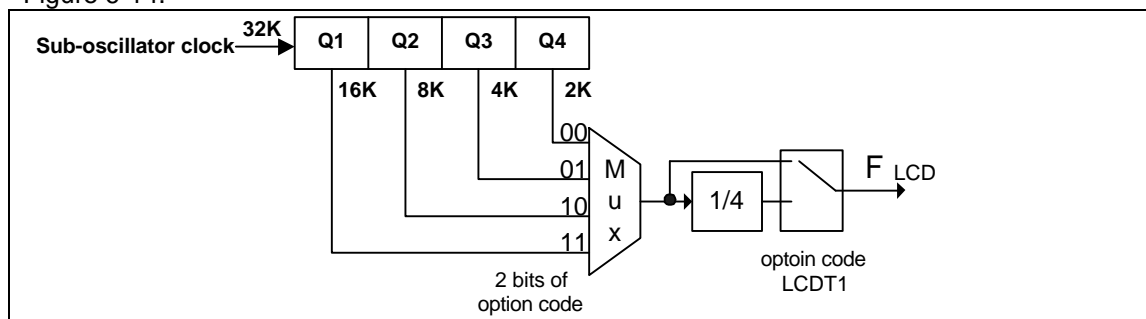 Figure 3-14.
32K
Sub-oscillator clock
Q1 Q2 Q3 Q4
16K 8K 4K 2K
00
01
10
11
M
u
x
1/4
F LCD
2 bits of
option code
optoin code
LCDT1